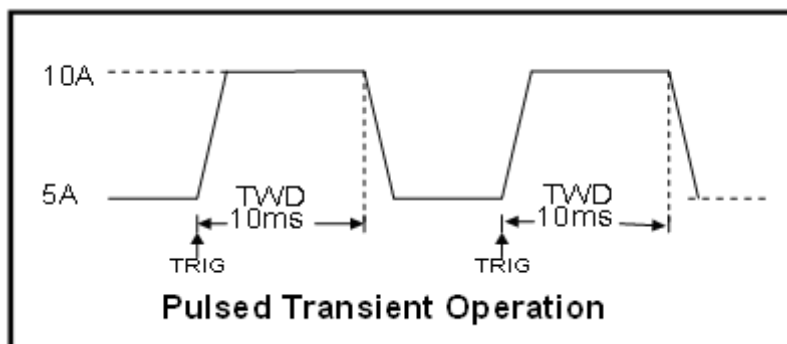 10A
5A
TWD
10ms
TWD
10ms
TRIG
TRIG
Pulsed Transient Operation